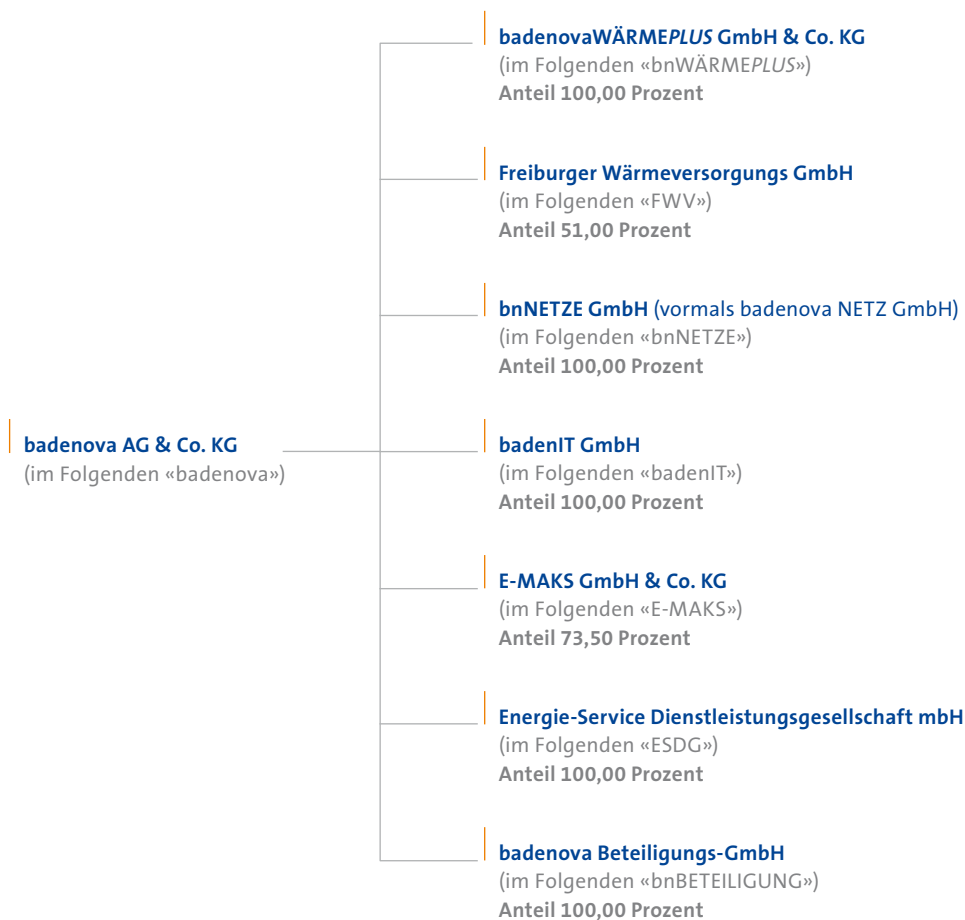 badenovaWÄRMEPLUS GmbH & Co. KG
(im Folgenden «bnWÄRMEPLUS»)
Anteil 100,00 Prozent
Freiburger Wärmeversorgungs GmbH
(im Folgenden «FWV»)
Anteil 51,00 Prozent
bnNETZE GmbH (vormals badenova NETZ GmbH)
(im Folgenden «bnNETZE»)
Anteil 100,00 Prozent
badenova AG & Co. KG
(im Folgenden «badenova»)
badenIT GmbH
(im Folgenden «badenIT»)
Anteil 100,00 Prozent
E-MAKS GmbH & Co. KG
(im Folgenden «E-MAKS»)
Anteil 73,50 Prozent
Energie-Service Dienstleistungsgesellschaft mbH
(im Folgenden «ESDG»)
Anteil 100,00 Prozent
badenova Beteiligungs-GmbH
(im Folgenden «bnBETEILIGUNG»)
Anteil 100,00 Prozent